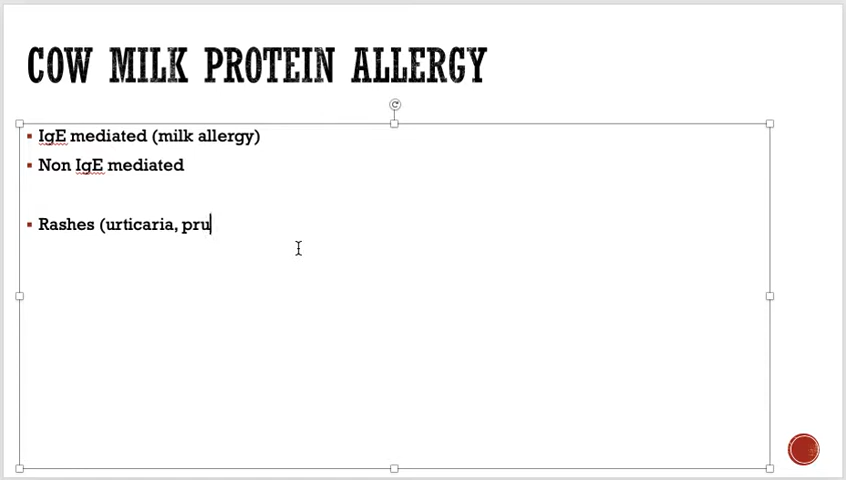 COW MILK PROTEIN ALLERGY
IgE mediated (milk allergy)
Non IgE mediated
Rashes (urticaria, pru